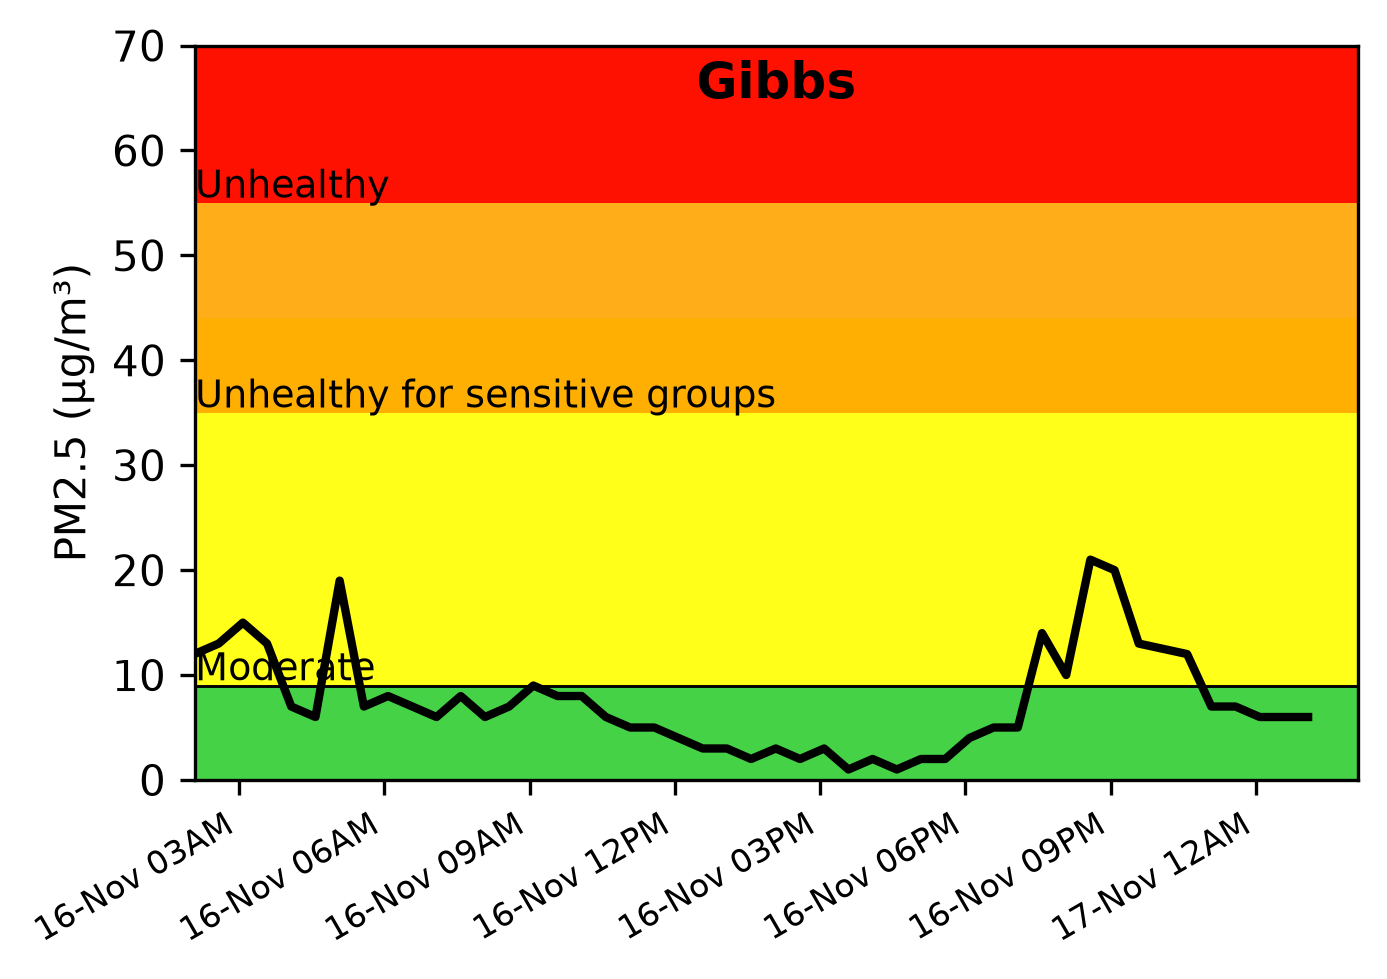 Gibbs
PM2.5 (µg/m³)
70
60
50
40
30
20
10
0
Unhealthy
Unhealthy for sensitive groups
Moderate
16-Nov 03AM
16-Nov 06AM
16-Nov 09AM
16-Nov 12PM
16-Nov 03PM
16-Nov 06PM
16-Nov 09PM
17-Nov 12AM